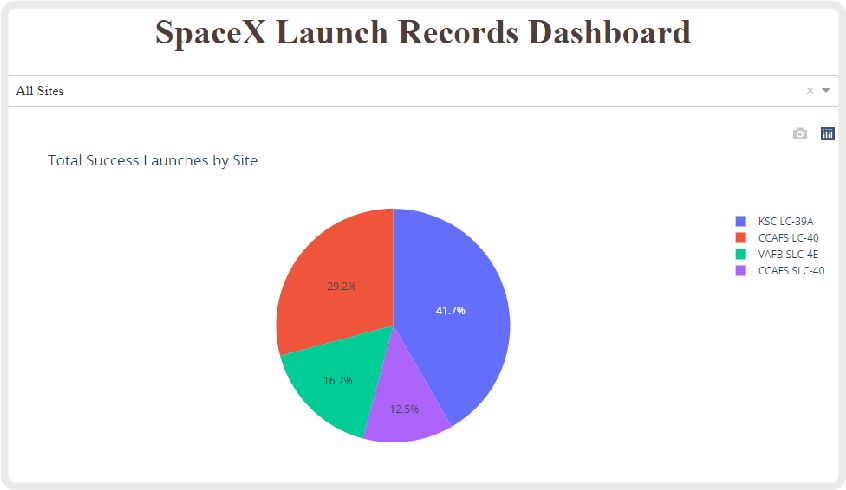 SpaceX Launch Records Dashboard
All Sites
×
Total Success Launches by Site
KSC LC-39A
CCAFS LC-40
VAFB SLC-4E
CCAFS SLC-40
29.2%
41.7%
16.7%
12.5%